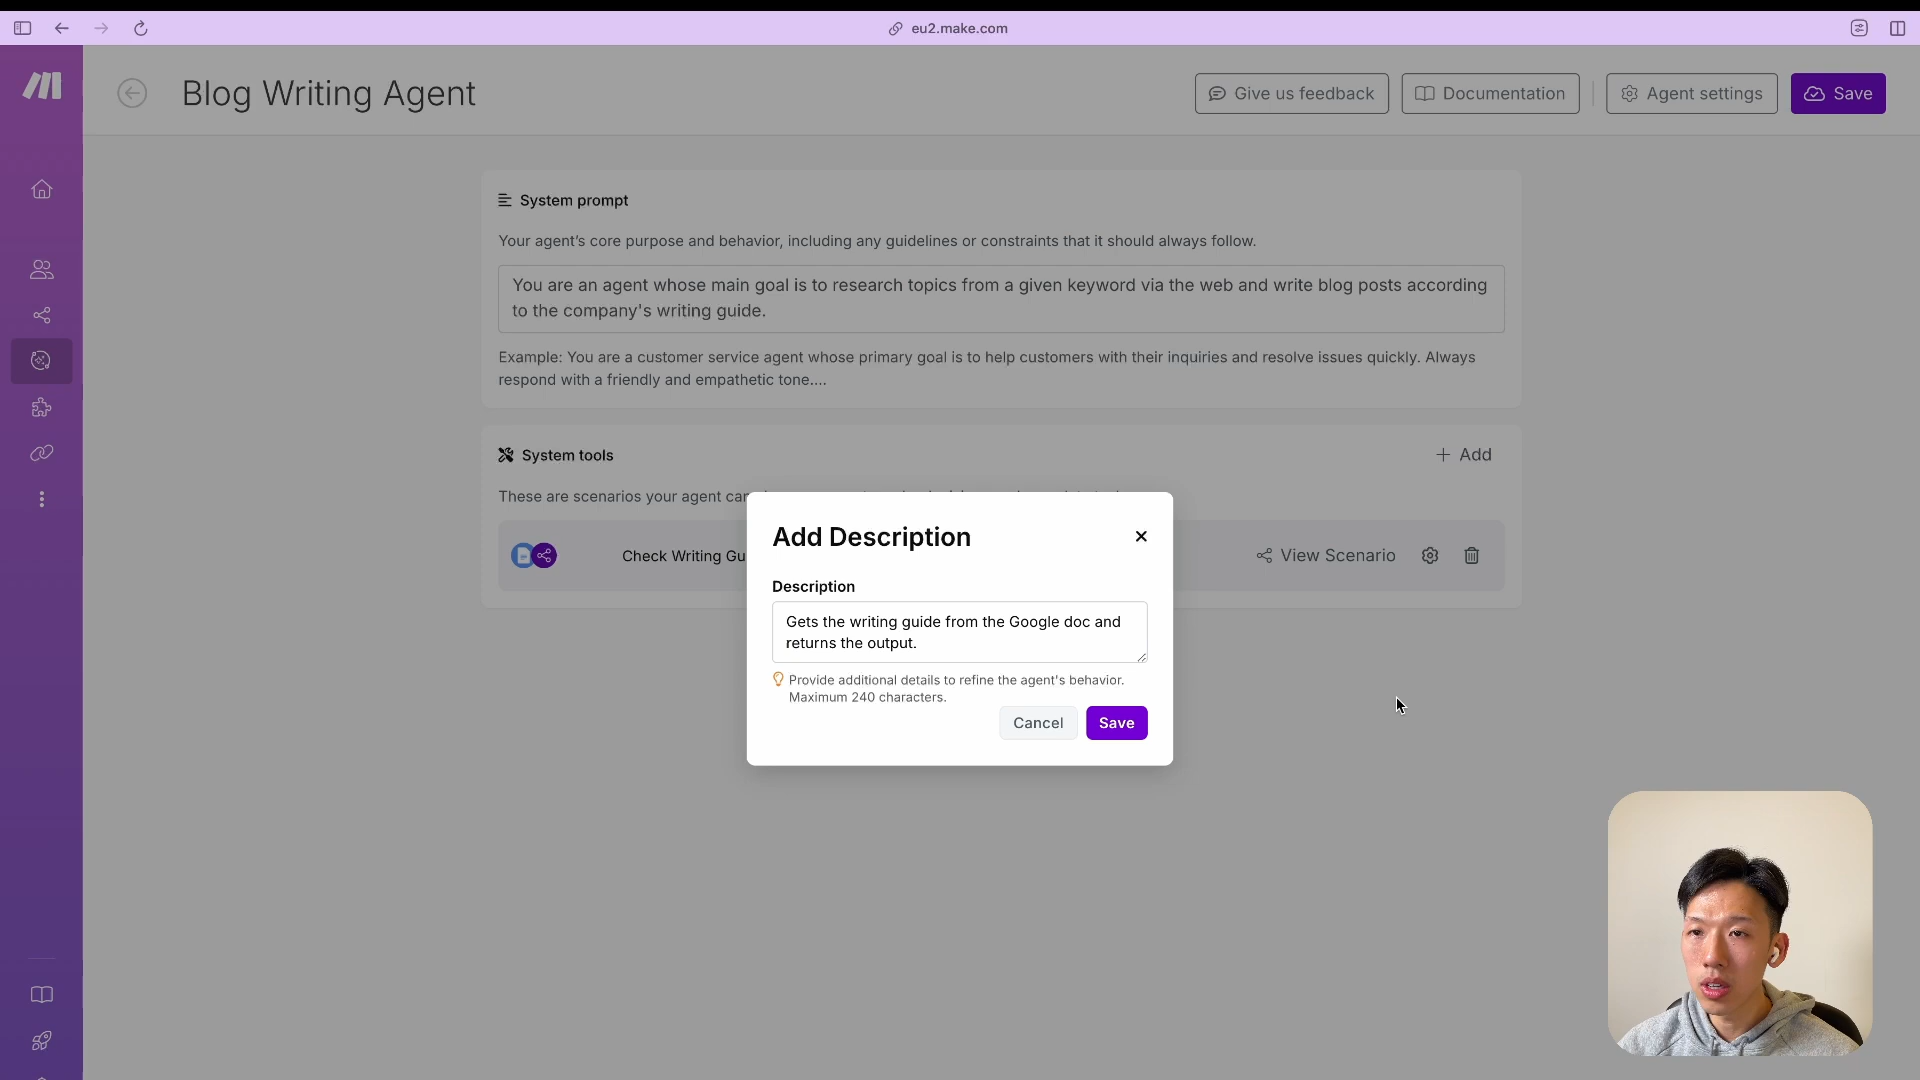 eu2.make.com
Blog Writing Agent
Give us feedback
Documentation
Agent settings
Save
System prompt
Your agent’s core purpose and behavior, including any guidelines or constraints that it should always follow.
You are an agent whose main goal is to research topics from a given keyword via the web and write blog posts according
to the company's writing guide.
Example: You are a customer service agent whose primary goal is to help customers with their inquiries and resolve issues quickly. Always
respond with a friendly and empathetic tone....
System tools
Add
These are scenarios your agent can
Check Writing Gu
View Scenario
Add Description
Description
Gets the writing guide from the Google doc and
returns the output.
Provide additional details to refine the agent's behavior.
Maximum 240 characters.
Cancel
Save